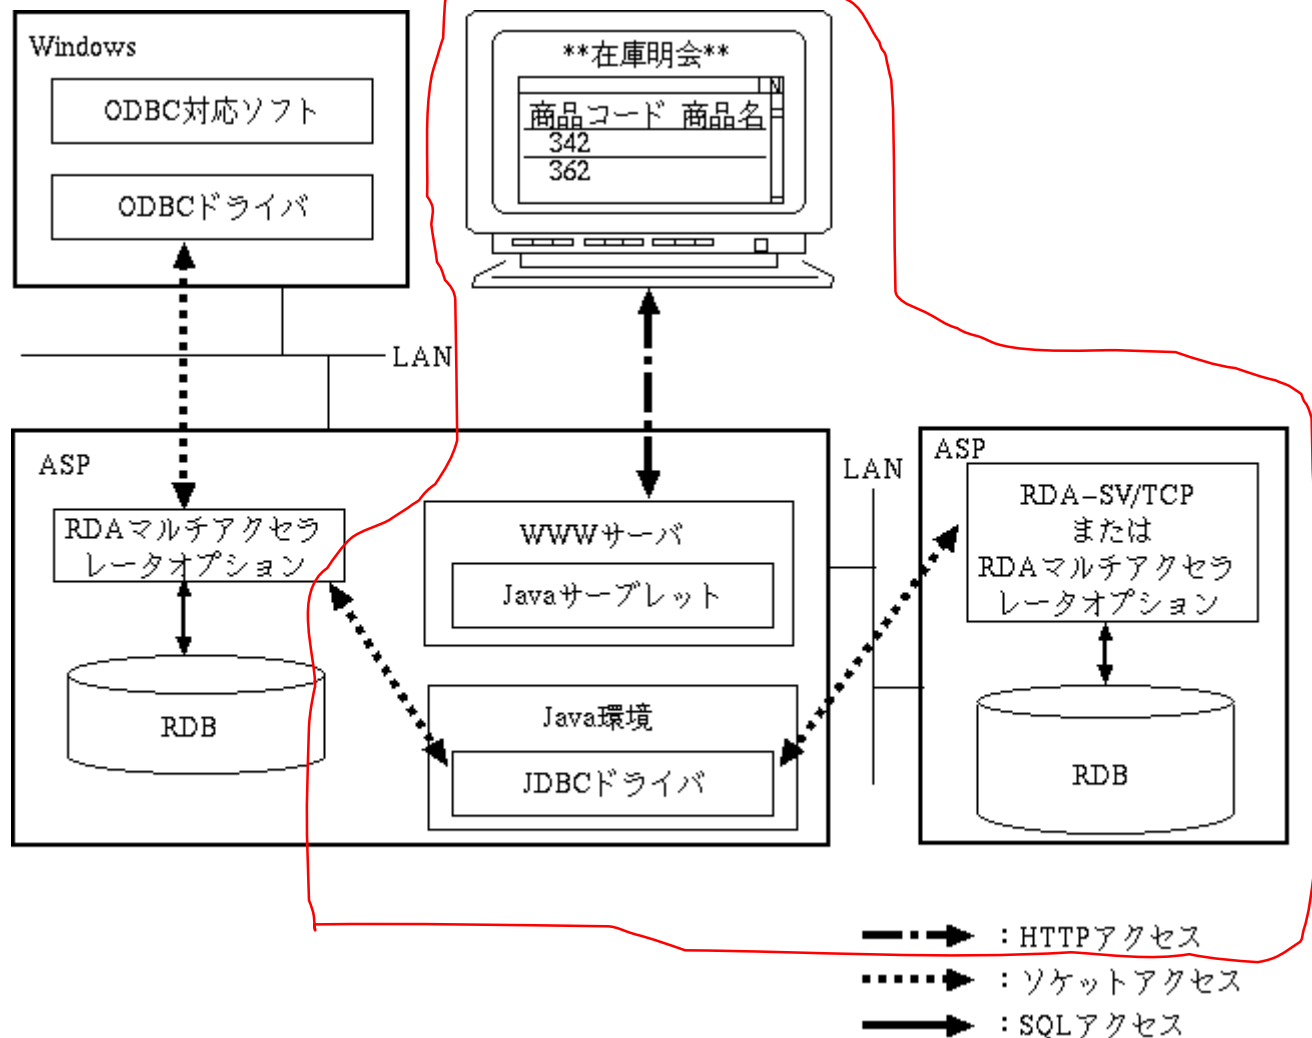 Windows
ODBC対応ソフト
ODBCドライバ
**在庫明会**
N
商品コード 商品名
342
362
LAN
ASP
RDAマルチアクセラ
レータオプション
RDB
WWWサーバ
Javaサーブレット
Java環境
JDBCドライバ
LAN
ASP
RDA-SV/TCP
または
RDAマルチアクセラ
レータオプション
RDB
：HTTPアクセス
：ソケットアクセス
：SQLアクセス